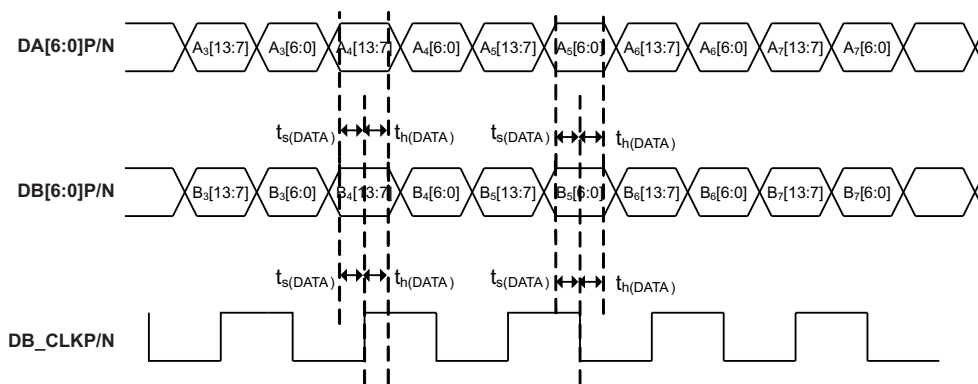 DA[6:0]P/N A₃[13:7] A₃[6:0] A₄[13:7] A₄[6:0] A₅[13:7] A₅[6:0] A₆[13:7] A₆[6:0] A₇[13:7] A₇[6:0]
ts(DATA) th(DATA) ts(DATA) th(DATA)
DB[6:0]P/N B₃[13:7] B₃[6:0] B₄[13:7] B₄[6:0] B₅[13:7] B₅[6:0] B₆[13:7] B₆[6:0] B₇[13:7] B₇[6:0]
ts(DATA) th(DATA) ts(DATA) th(DATA)
DB_CLKP/N